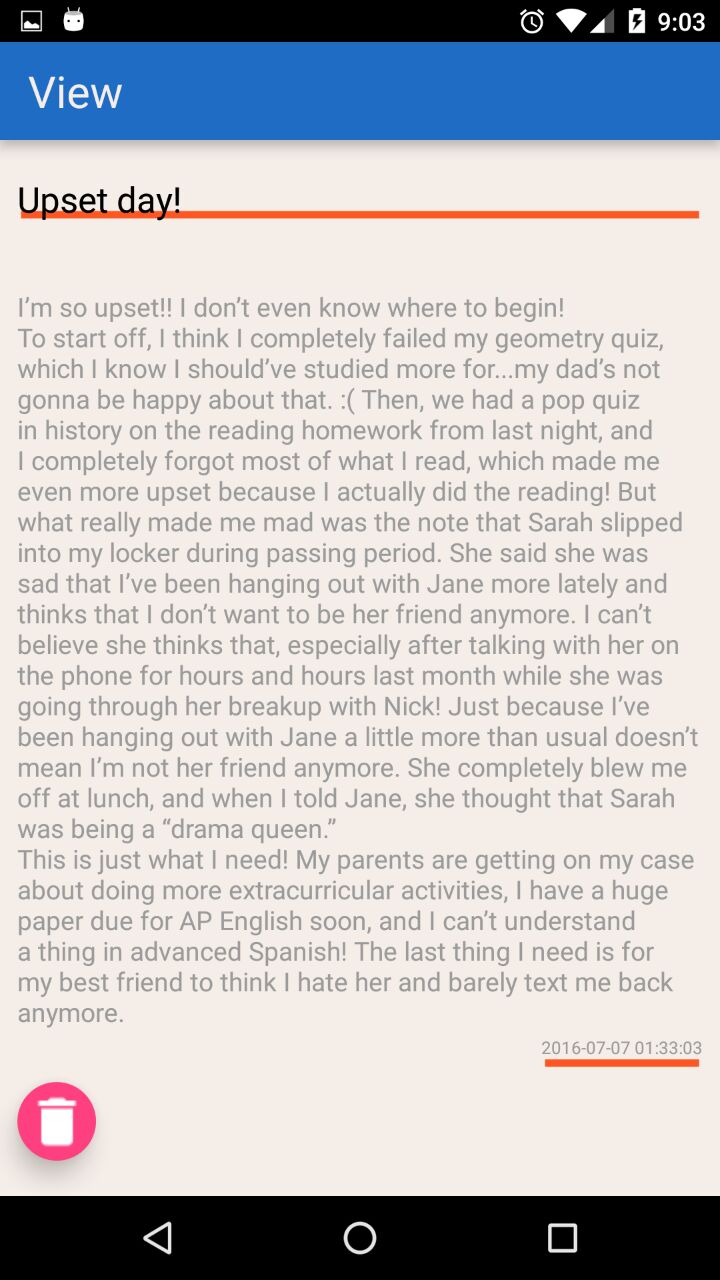 9:03
View
Upset day!
I’m so upset!! I don’t even know where to begin!
To start off, I think I completely failed my geometry quiz,
which I know I should’ve studied more for...my dad’s not
gonna be happy about that. :( Then, we had a pop quiz
in history on the reading homework from last night, and
I completely forgot most of what I read, which made me
even more upset because I actually did the reading! But
what really made me mad was the note that Sarah slipped
into my locker during passing period. She said she was
sad that I’ve been hanging out with Jane more lately and
thinks that I don’t want to be her friend anymore. I can’t
believe she thinks that, especially after talking with her on
the phone for hours and hours last month while she was
going through her breakup with Nick! Just because I’ve
been hanging out with Jane a little more than usual doesn’t
mean I’m not her friend anymore. She completely blew me
off at lunch, and when I told Jane, she thought that Sarah
was being a “drama queen.”
This is just what I need! My parents are getting on my case
about doing more extracurricular activities, I have a huge
paper due for AP English soon, and I can’t understand
a thing in advanced Spanish! The last thing I need is for
my best friend to think I hate her and barely text me back
anymore.
2016-07-07 01:33:03